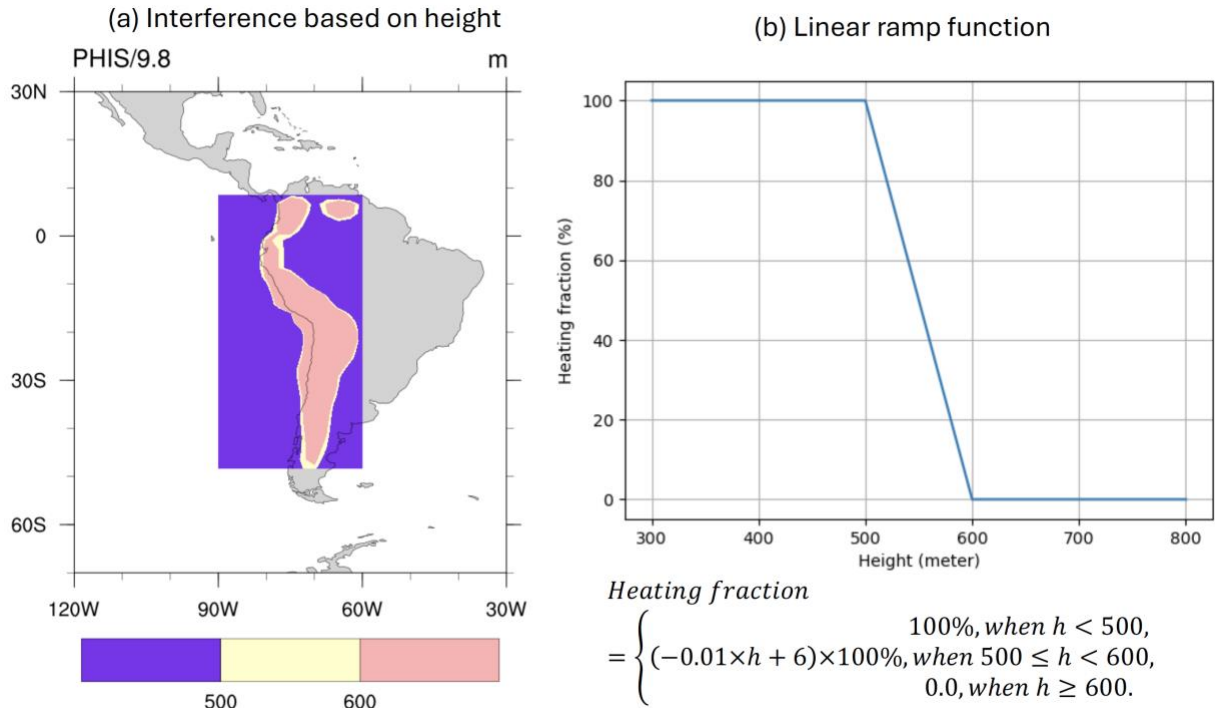 (a) Interference based on height
PHIS/9.8 m
30N
0
30S
60S
120W 90W 60W 30W
500 600
(b) Linear ramp function
Heating fraction (%)
100
80
60
40
20
0
300 400 500 600 700 800
Height (meter)
Heating fraction
= { 100%, when h < 500,
(−0.01×h + 6)×100%, when 500 ≤ h < 600,
0.0, when h ≥ 600.